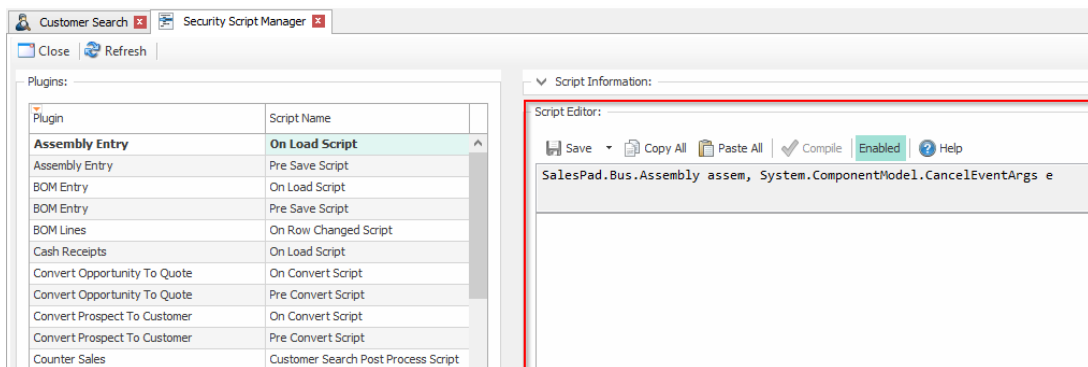 Customer Search Security Script Manager
Close Refresh
Plugins:
Plugin Script Name
Assembly Entry On Load Script
Assembly Entry Pre Save Script
BOM Entry On Load Script
BOM Entry Pre Save Script
BOM Lines On Row Changed Script
Cash Receipts On Load Script
Convert Opportunity To Quote On Convert Script
Convert Opportunity To Quote Pre Convert Script
Convert Prospect To Customer On Convert Script
Convert Prospect To Customer Pre Convert Script
Counter Sales Customer Search Post Process Script
Script Information:
Script Editor:
Save Copy All Paste All Compile Enabled Help
SalesPad.Bus.Assembly assem, System.ComponentModel.CancelEventArgs e